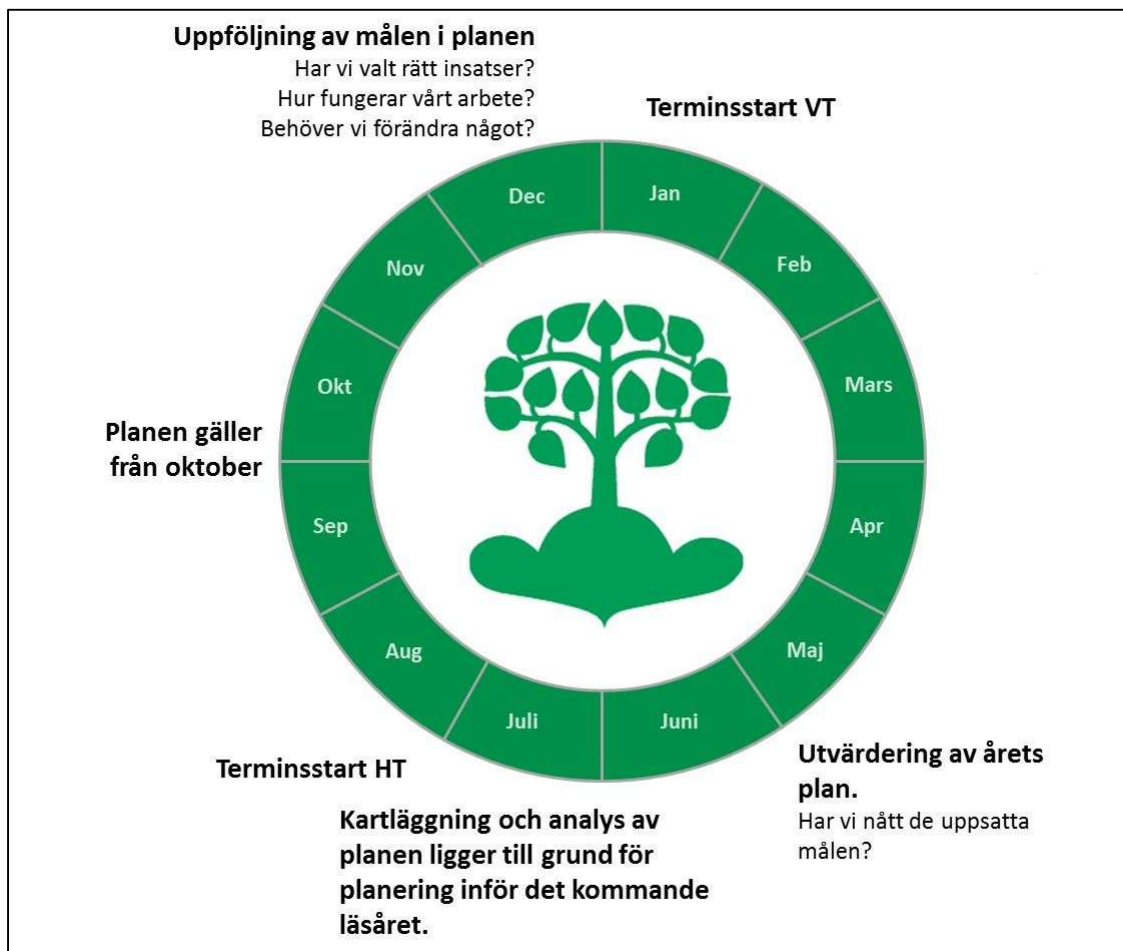 Uppföljning av målen i planen
Har vi valt rätt insatser?
Hur fungerar vårt arbete?
Behöver vi förändra något?
Terminsstart VT
Dec
Jan
Nov
Feb
Okt
Mars
Planen gäller
från oktober
Sep
Apr
Aug
Maj
Juli
Juni
Terminsstart HT
Utvärdering av årets
plan.
Har vi nått de uppsatta
målen?
Kartläggning och analys av
planen ligger till grund för
planering inför det kommande
läsåret.